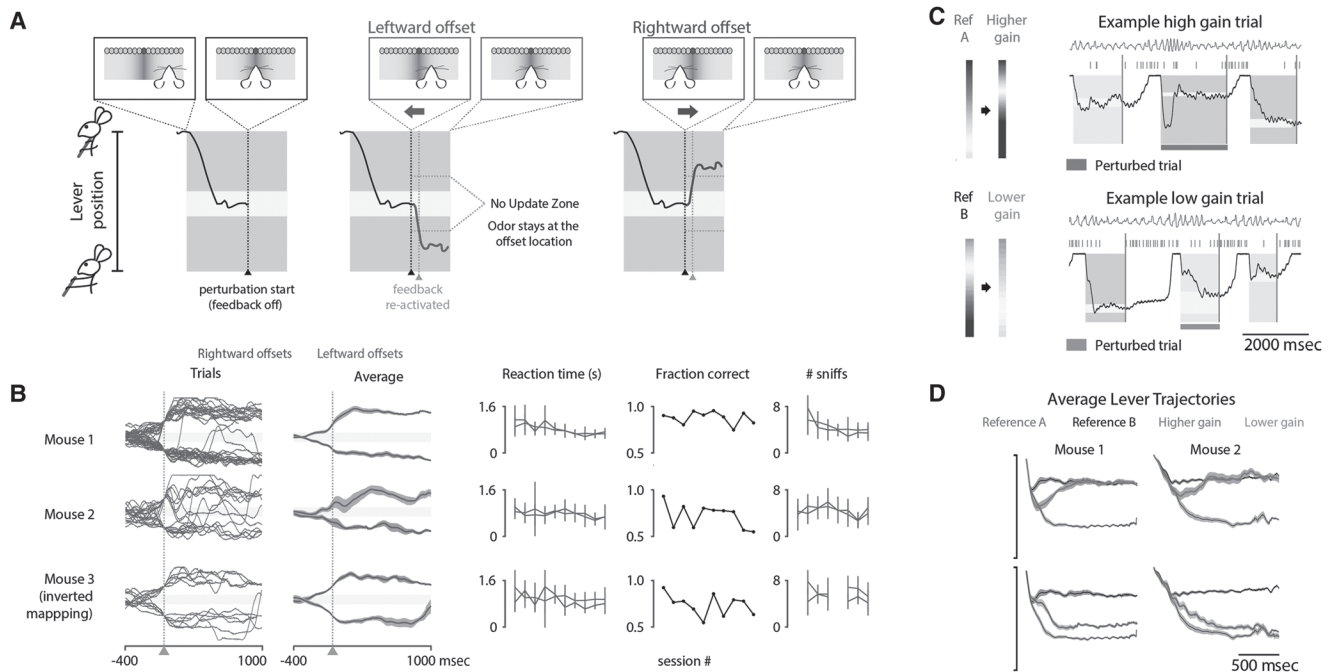 A
Leftward offset
Rightward offset
Lever
position
No Update Zone
Odor stays at the
offset location
perturbation start
(feedback off)
feedback
re-activated
B
Rightward offsets
Leftward offsets
Trials
Average
Reaction time (s)
Fraction correct
# sniffs
Mouse 1
1.6
0
1.0
0.5
8
0
Mouse 2
1.6
0
1.0
0.5
8
0
Mouse 3
(inverted
mappping)
1.6
0
1.0
0.5
8
0
-400
1000
-400
1000 msec
session #
C
Ref
A
Higher
gain
Example high gain trial
Perturbed trial
Ref
B
Lower
gain
Example low gain trial
Perturbed trial
2000 msec
D
Average Lever Trajectories
Reference A
Reference B
Higher gain
Lower gain
Mouse 1
Mouse 2
500 msec